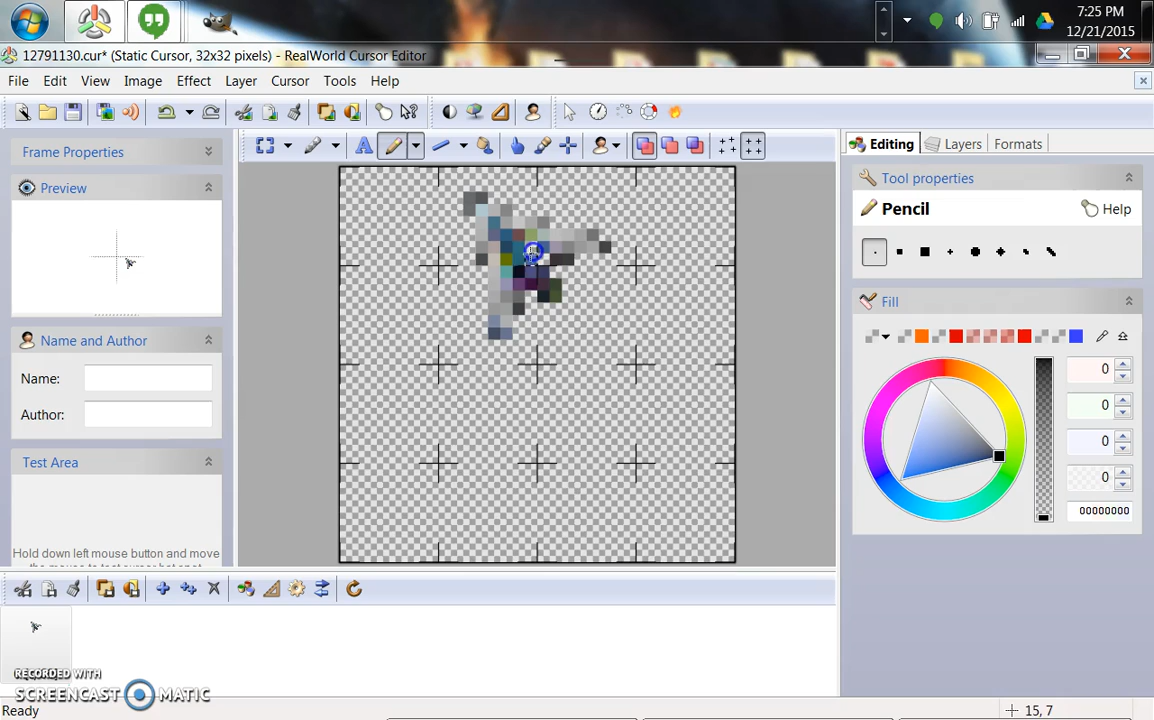 7:25 PM
12/21/2015
12791130.cur* (Static Cursor, 32x32 pixels) - RealWorld Cursor Editor
File Edit View Image Effect Layer Cursor Tools Help
Frame Properties
Preview
Name and Author
Name:
Author:
Test Area
Hold down left mouse button and move
Editing Layers Formats
Tool properties
Pencil Help
Fill
0
0
0
0
00000000
RECORDED WITH
SCREENCAST MATIC
Ready 15, 7